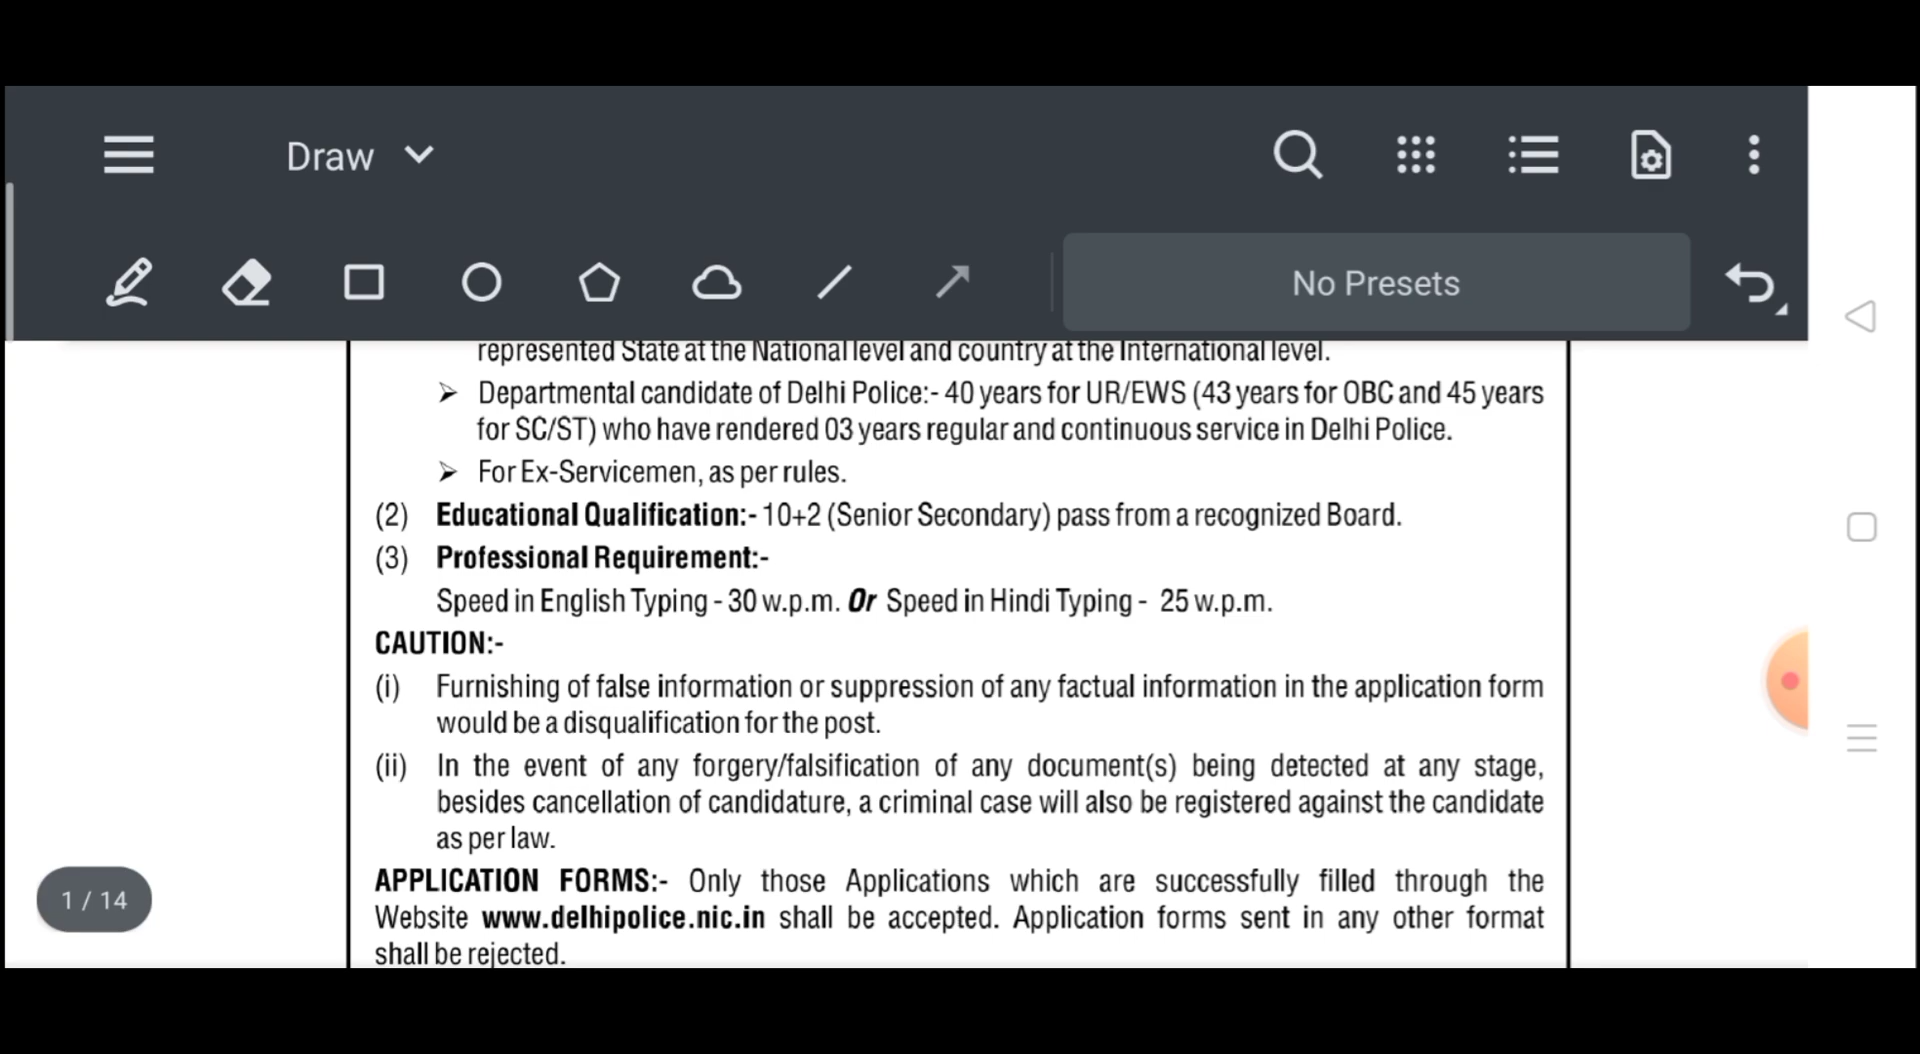 Draw
No Presets
represented State at the National level and country at the International level.
➢ Departmental candidate of Delhi Police:- 40 years for UR/EWS (43 years for OBC and 45 years
for SC/ST) who have rendered 03 years regular and continuous service in Delhi Police.
➢ For Ex-Servicemen, as per rules.
(2) Educational Qualification:- 10+2 (Senior Secondary) pass from a recognized Board.
(3) Professional Requirement:-
Speed in English Typing - 30 w.p.m. Or Speed in Hindi Typing - 25 w.p.m.
CAUTION:-
(i) Furnishing of false information or suppression of any factual information in the application form
would be a disqualification for the post.
(ii) In the event of any forgery/falsification of any document(s) being detected at any stage,
besides cancellation of candidature, a criminal case will also be registered against the candidate
as per law.
APPLICATION FORMS:- Only those Applications which are successfully filled through the
Website www.delhipolice.nic.in shall be accepted. Application forms sent in any other format
shall be rejected.
1 / 14